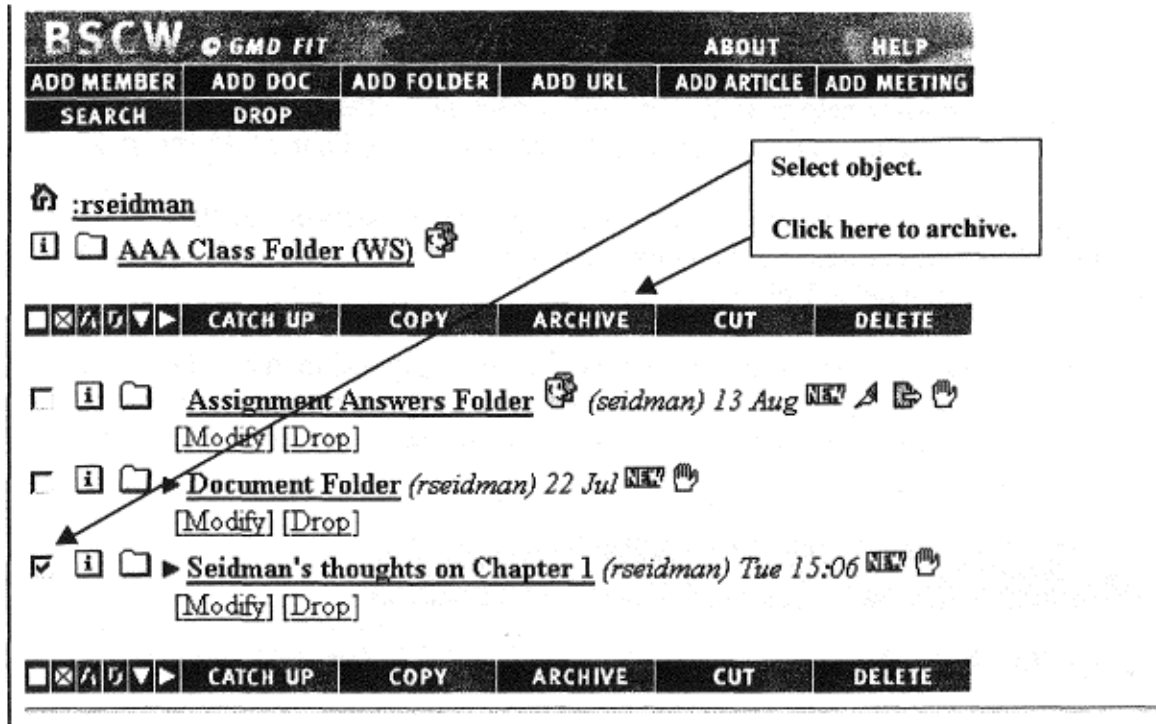 BSCW GMD FIT ABOUT HELP
ADD MEMBER ADD DOC ADD FOLDER ADD URL ADD ARTICLE ADD MEETING
SEARCH DROP
Select object.
:rseidman
Click here to archive.
AAA Class Folder (WS)
CATCH UP COPY ARCHIVE CUT DELETE
Assignment Answers Folder (seidman) 13 Aug NEW
[Modify] [Drop]
Document Folder (rseidman) 22 Jul NEW
[Modify] [Drop]
Seidman's thoughts on Chapter 1 (rseidman) Tue 15:06 NEW
[Modify] [Drop]
CATCH UP COPY ARCHIVE CUT DELETE